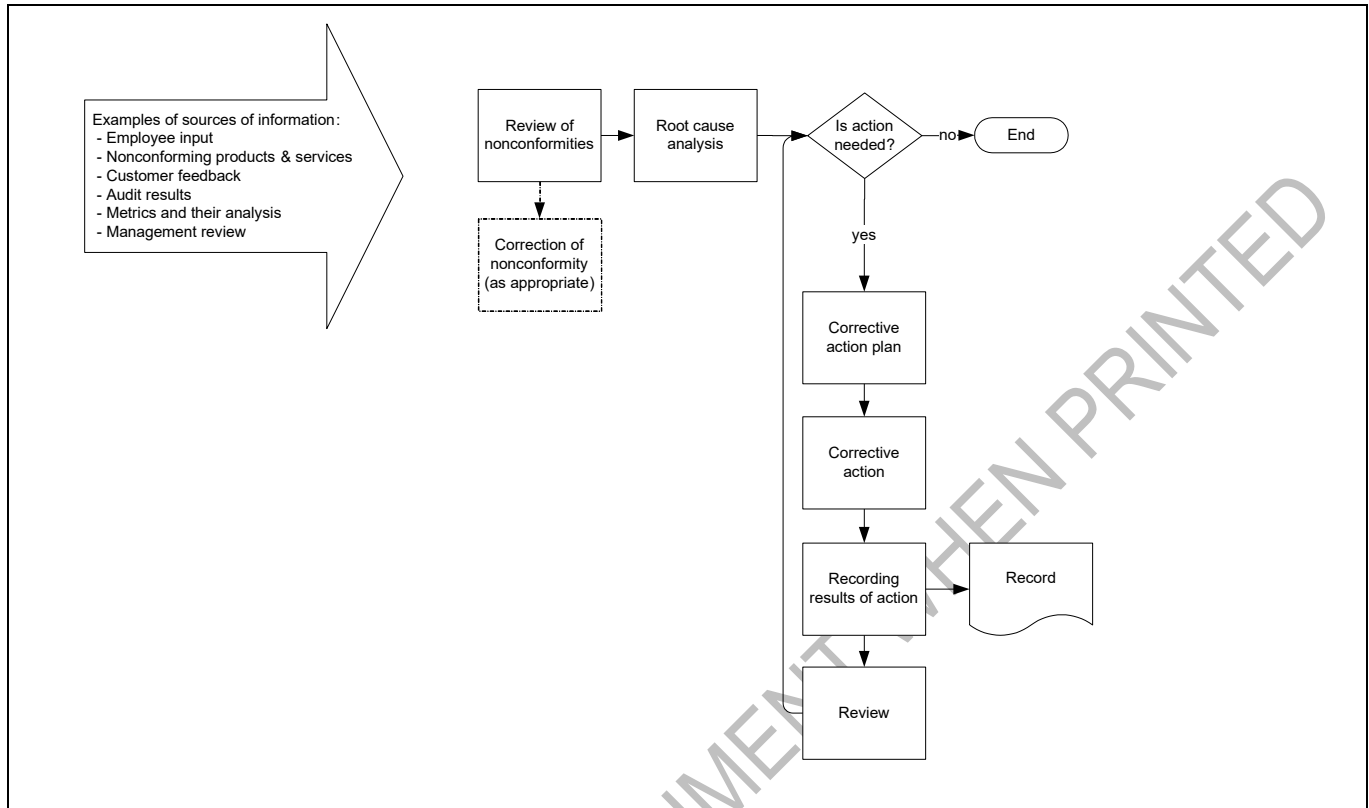 Examples of sources of information:
- Employee input
- Nonconforming products & services
- Customer feedback
- Audit results
- Metrics and their analysis
- Management review
Review of
nonconformities
Root cause
analysis
Is action
needed?
no
End
Correction of
nonconformity
(as appropriate)
yes
Corrective
action plan
Corrective
action
Recording
results of action
Record
Review
WHEN PRINTED